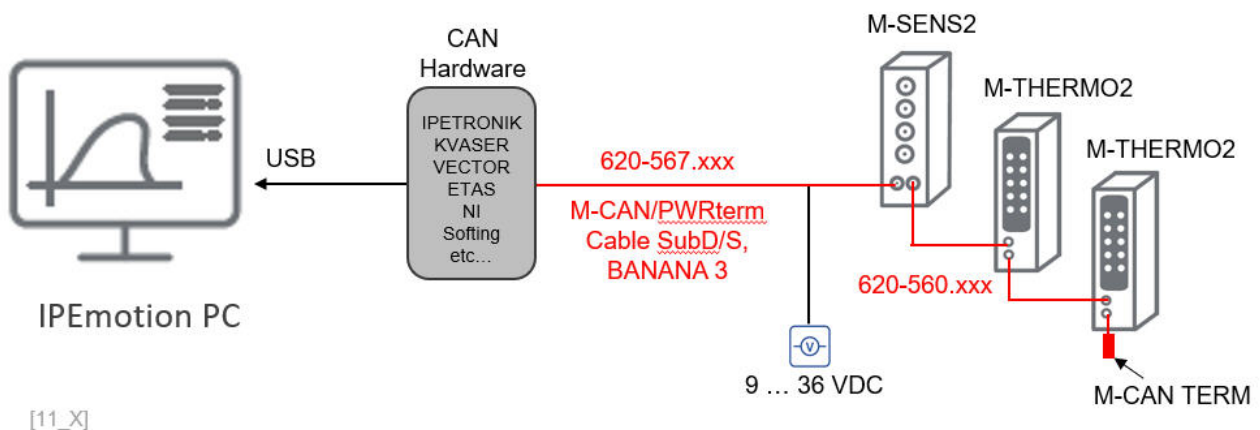 M-SENS2
CAN
Hardware
M-THERMO2
IPETRONIK
KVASER
VECTOR
ETAS
NI
Softing
etc…
USB
620-567.xxx
M-THERMO2
M-CAN/PWRterm
Cable SubD/S,
BANANA 3
620-560.xxx
IPEmotion PC
V
9 … 36 VDC
M-CAN TERM
[11_X]